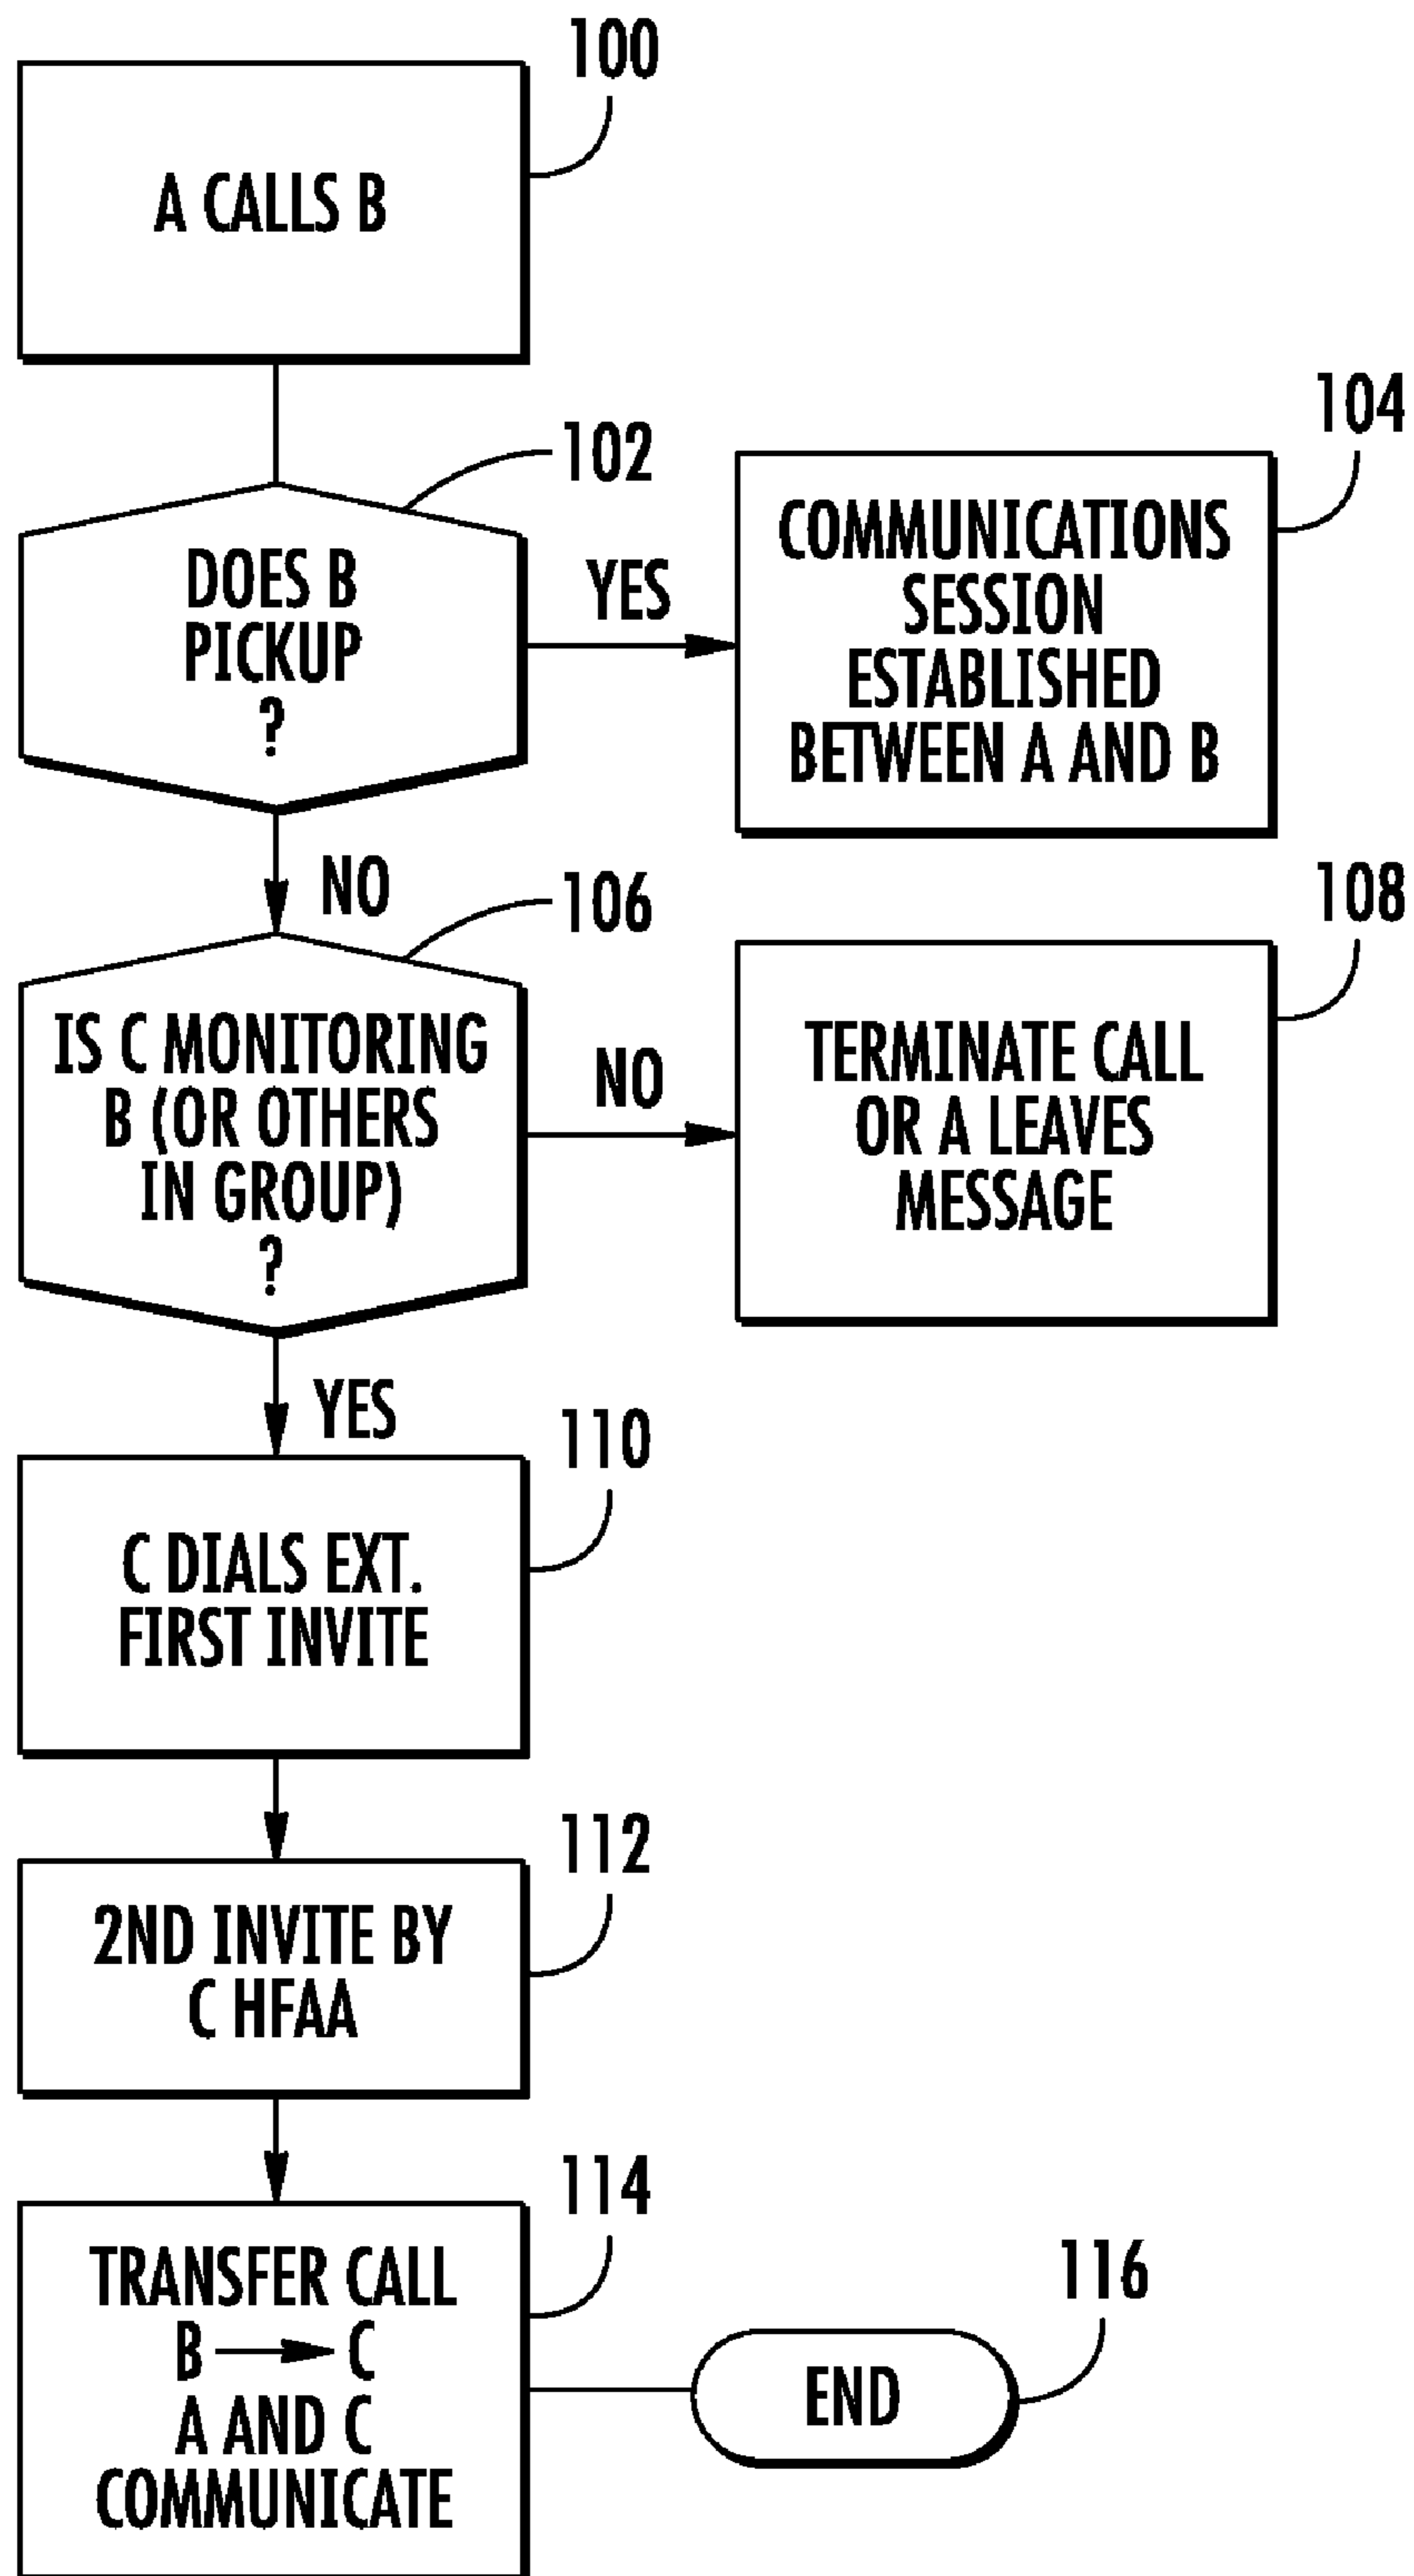 100
A CALLS B
102
DOES B
PICKUP
?
YES
104
COMMUNICATIONS
SESSION
ESTABLISHED
BETWEEN A AND B
NO
106
IS C MONITORING
B (OR OTHERS
IN GROUP)
?
NO
108
TERMINATE CALL
OR A LEAVES
MESSAGE
YES
110
C DIALS EXT.
FIRST INVITE
112
2ND INVITE BY
C HFAA
114
TRANSFER CALL
B → C
A AND C
COMMUNICATE
116
END